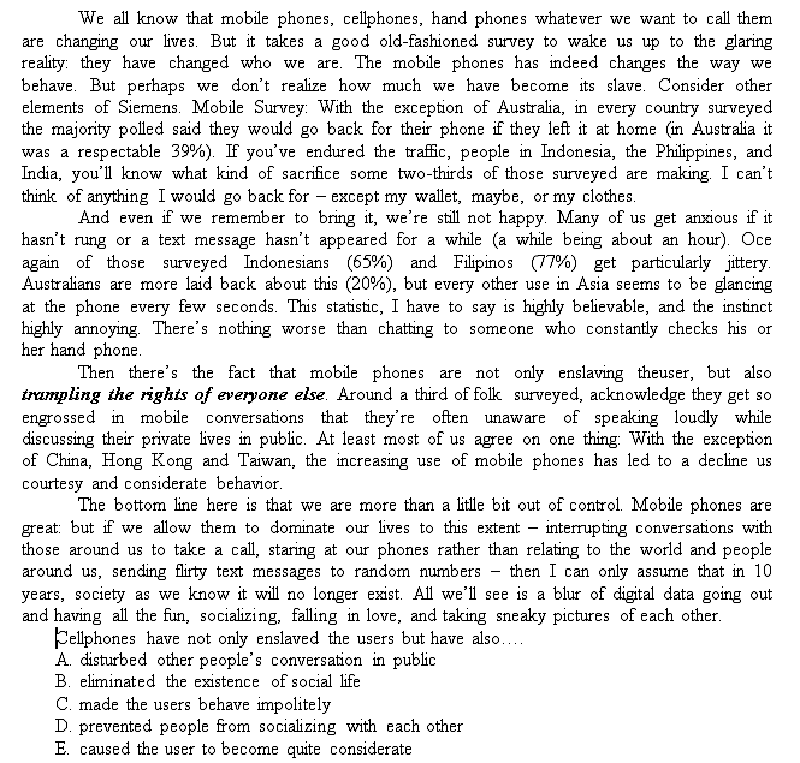 We all know that mobile phones, cellphones, hand phones whatever we want to call them
are changing our lives. But it takes a good old-fashioned survey to wake us up to the glaring
reality: they have changed who we are. The mobile phones has indeed changes the way we
behave. But perhaps we don't realize how much we have become its slave. Consider other
elements of Siemens. Mobile Survey: With the exception of Australia, in every country surveyed
the majority polled said they would go back for their phone if they left it at home (in Australia it
was a respectable 39%). If you've endured the traffic, people in Indonesia, the Philippines, and
India, you'll know what kind of sacrifice some two-thirds of those surveyed are making. I can't
think of anything I would go back for – except my wallet, maybe, or my clothes.
And even if we remember to bring it, we're still not happy. Many of us get anxious if it
hasn't rung or a text message hasn't appeared for a while (a while being about an hour). Oce
again of those surveyed Indonesians (65%) and Filipinos (77%) get particularly jittery.
Australians are more laid back about this (20%), but every other use in Asia seems to be glancing
at the phone every few seconds. This statistic, I have to say is highly believable, and the instinct
highly annoying. There's nothing worse than chatting to someone who constantly checks his or
her hand phone.
Then there's the fact that mobile phones are not only enslaving theuser, but also
trampling the rights of everyone else. Around a third of folk surveyed, acknowledge they get so
engrossed in mobile conversations that they're often unaware of speaking loudly while
discussing their private lives in public. At least most of us agree on one thing: With the exception
of China, Hong Kong and Taiwan, the increasing use of mobile phones has led to a decline us
courtesy and considerate behavior.
The bottom line here is that we are more than a little bit out of control. Mobile phones are
great: but if we allow them to dominate our lives to this extent – interrupting conversations with
those around us to take a call, staring at our phones rather than relating to the world and people
around us, sending flirty text messages to random numbers – then I can only assume that in 10
years, society as we know it will no longer exist. All we'll see is a blur of digital data going out
and having all the fun, socializing, falling in love, and taking sneaky pictures of each other.
Cellphones have not only enslaved the users but have also....
A. disturbed other people's conversation in public
B. eliminated the existence of social life
C. made the users behave impolitely
D. prevented people from socializing with each other
E. caused the user to become quite considerate